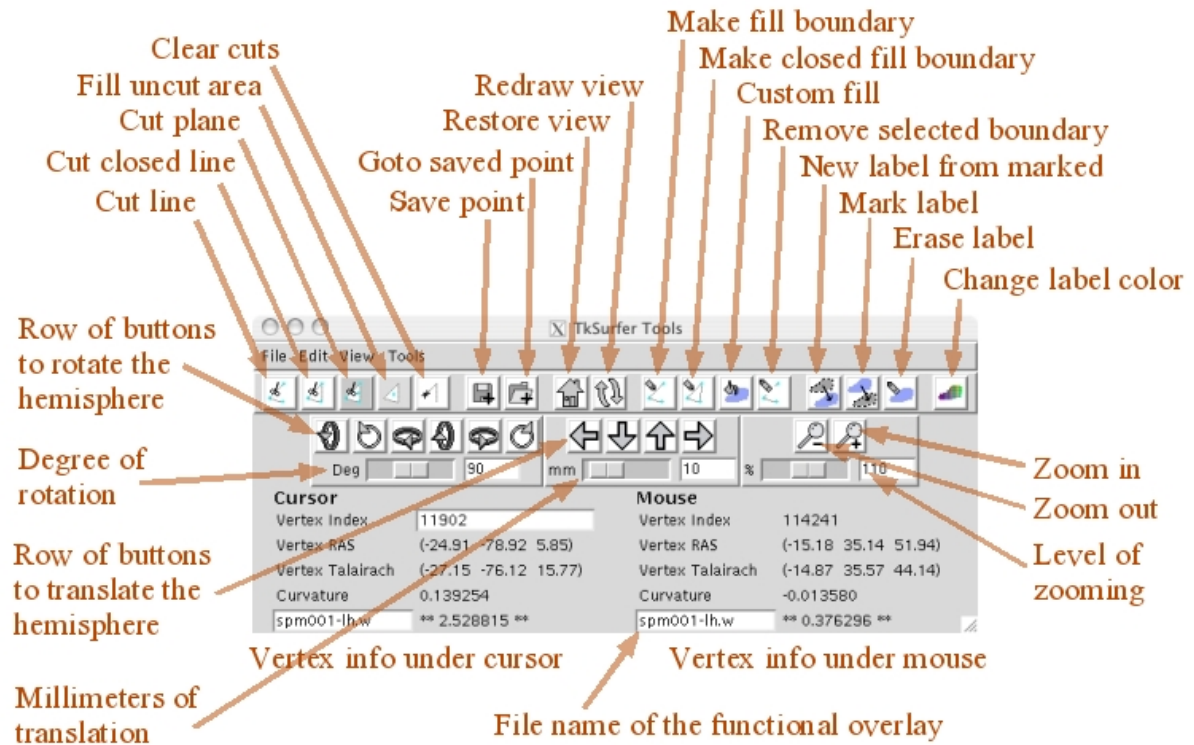 Make fill boundary
Clear cuts
Make closed fill boundary
Fill uncut area
Redraw view
Custom fill
Cut plane
Restore view
Remove selected boundary
Cut closed line
Goto saved point
New label from marked
Cut line
Save point
Mark label
Erase label
Change label color
Row of buttons
to rotate the
hemisphere
X TkSurfer Tools
File Edit View Tools
Degree of
rotation
Deg 90
mm 10
% 110
Zoom in
Zoom out
Level of
zooming
Cursor
Vertex Index 11902
Vertex RAS (-24.91 -78.92 5.85)
Vertex Talairach (-27.15 -76.12 15.77)
Curvature 0.139254
spm001-lh.w ** 2.528815 **
Mouse
Vertex Index 114241
Vertex RAS (-15.18 35.14 51.94)
Vertex Talairach (-14.87 35.57 44.14)
Curvature -0.013580
spm001-lh.w ** 0.376296 **
Row of buttons
to translate the
hemisphere
Vertex info under cursor
Vertex info under mouse
Millimeters of
translation
File name of the functional overlay